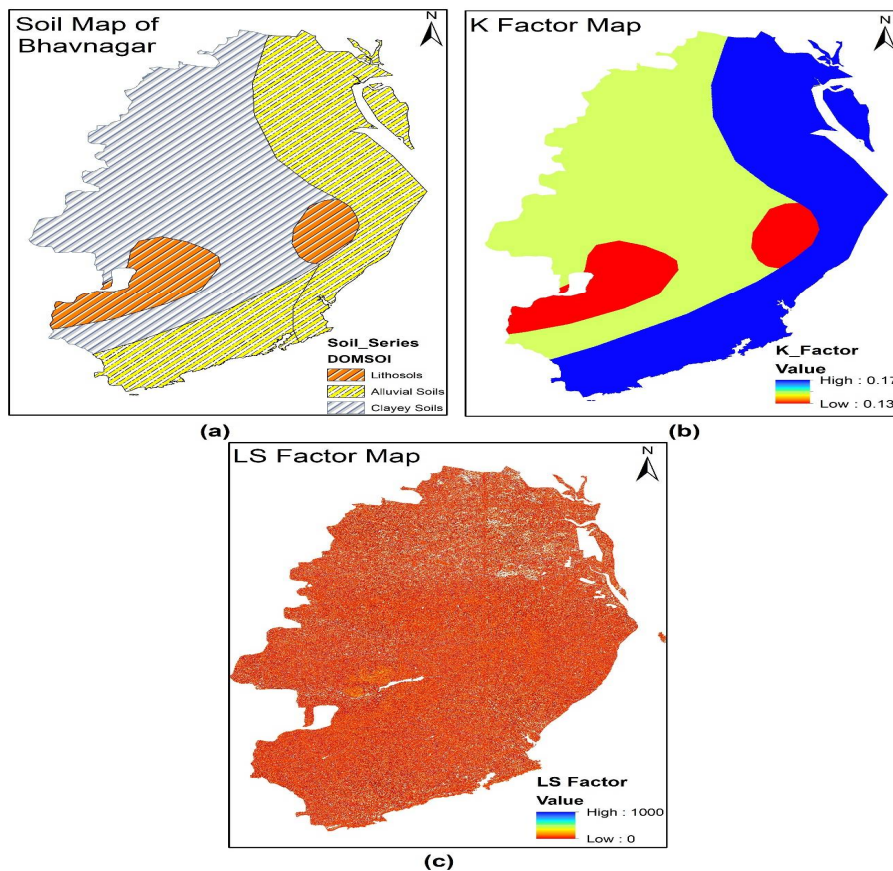 Soil Map of
Bhavnagar
N
Soil_Series
DOMSOI
Lithosols
Alluvial Soils
Clayey Soils
(a)
K Factor Map
N
K_Factor
Value
High : 0.17
Low : 0.13
(b)
LS Factor Map
N
LS Factor
Value
High : 1000
Low : 0
(c)